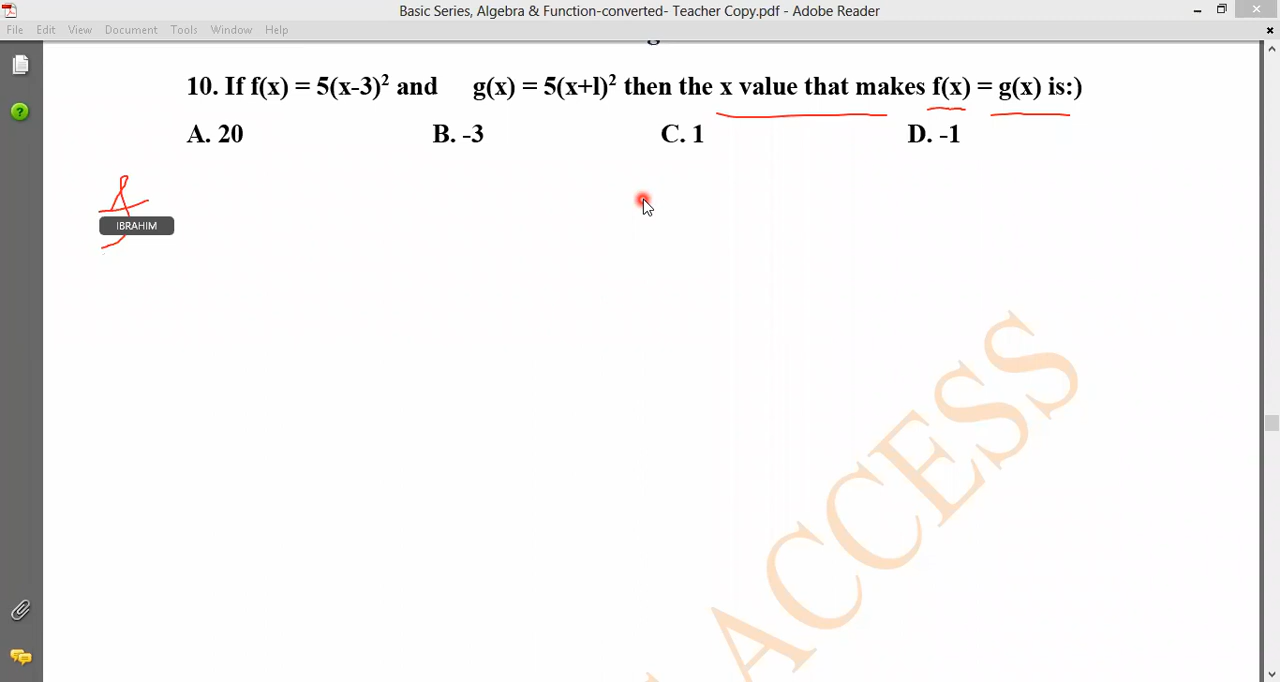 Basic Series, Algebra & Function-converted- Teacher Copy.pdf - Adobe Reader
File Edit View Document Tools Window Help
10. If f(x) = 5(x-3)² and g(x) = 5(x+l)² then the x value that makes f(x) = g(x) is:)
A. 20 B. -3 C. 1 D. -1
IBRAHIM
ACCESS